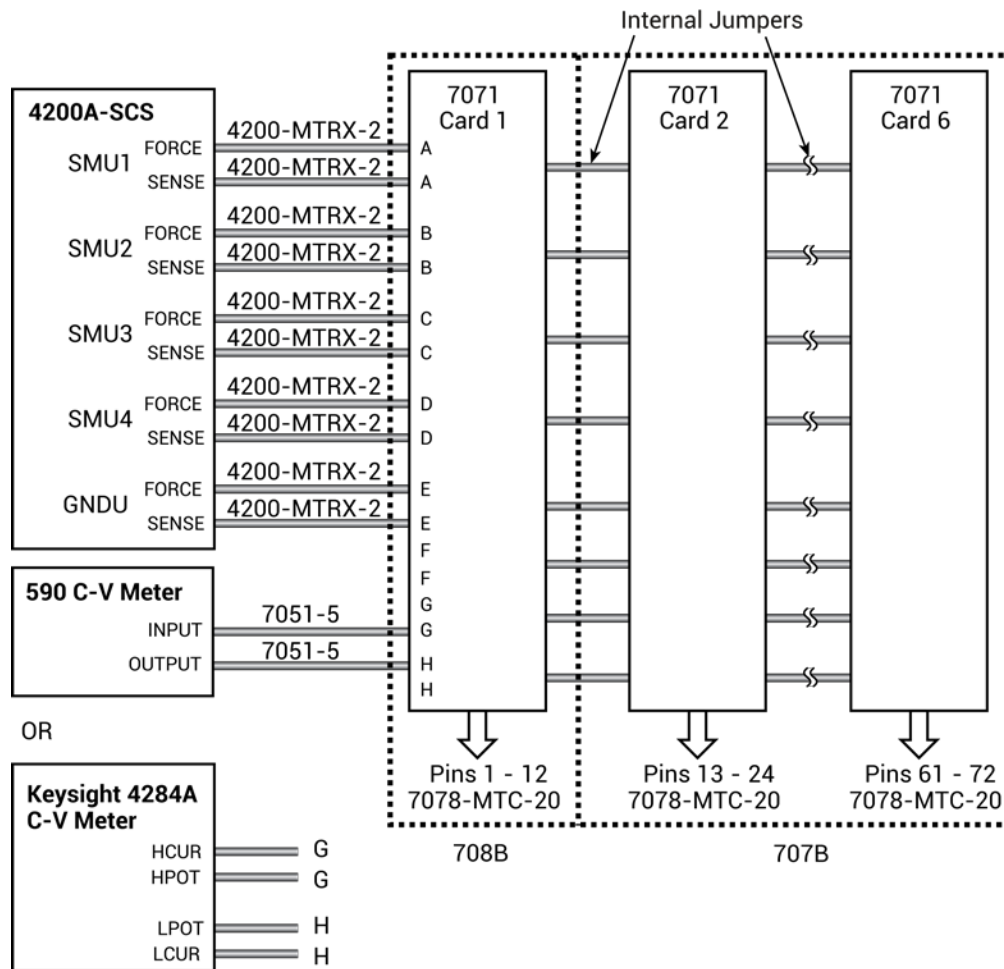 Internal Jumpers
4200A-SCS
SMU1
FORCE
4200-MTRX-2
A
SENSE
4200-MTRX-2
A
SMU2
FORCE
4200-MTRX-2
B
SENSE
4200-MTRX-2
B
SMU3
FORCE
4200-MTRX-2
C
SENSE
4200-MTRX-2
C
SMU4
FORCE
4200-MTRX-2
D
SENSE
4200-MTRX-2
D
GNDU
FORCE
4200-MTRX-2
E
SENSE
4200-MTRX-2
E
F
F
G
G
H
H
590 C-V Meter
INPUT
7051-5
OUTPUT
7051-5
OR
Keysight 4284A
C-V Meter
HCUR
G
HPOT
G
LPOT
H
LCUR
H
7071
Card 1
Pins 1 - 12
7078-MTC-20
708B
7071
Card 2
Pins 13 - 24
7078-MTC-20
7071
Card 6
Pins 61 - 72
7078-MTC-20
707B